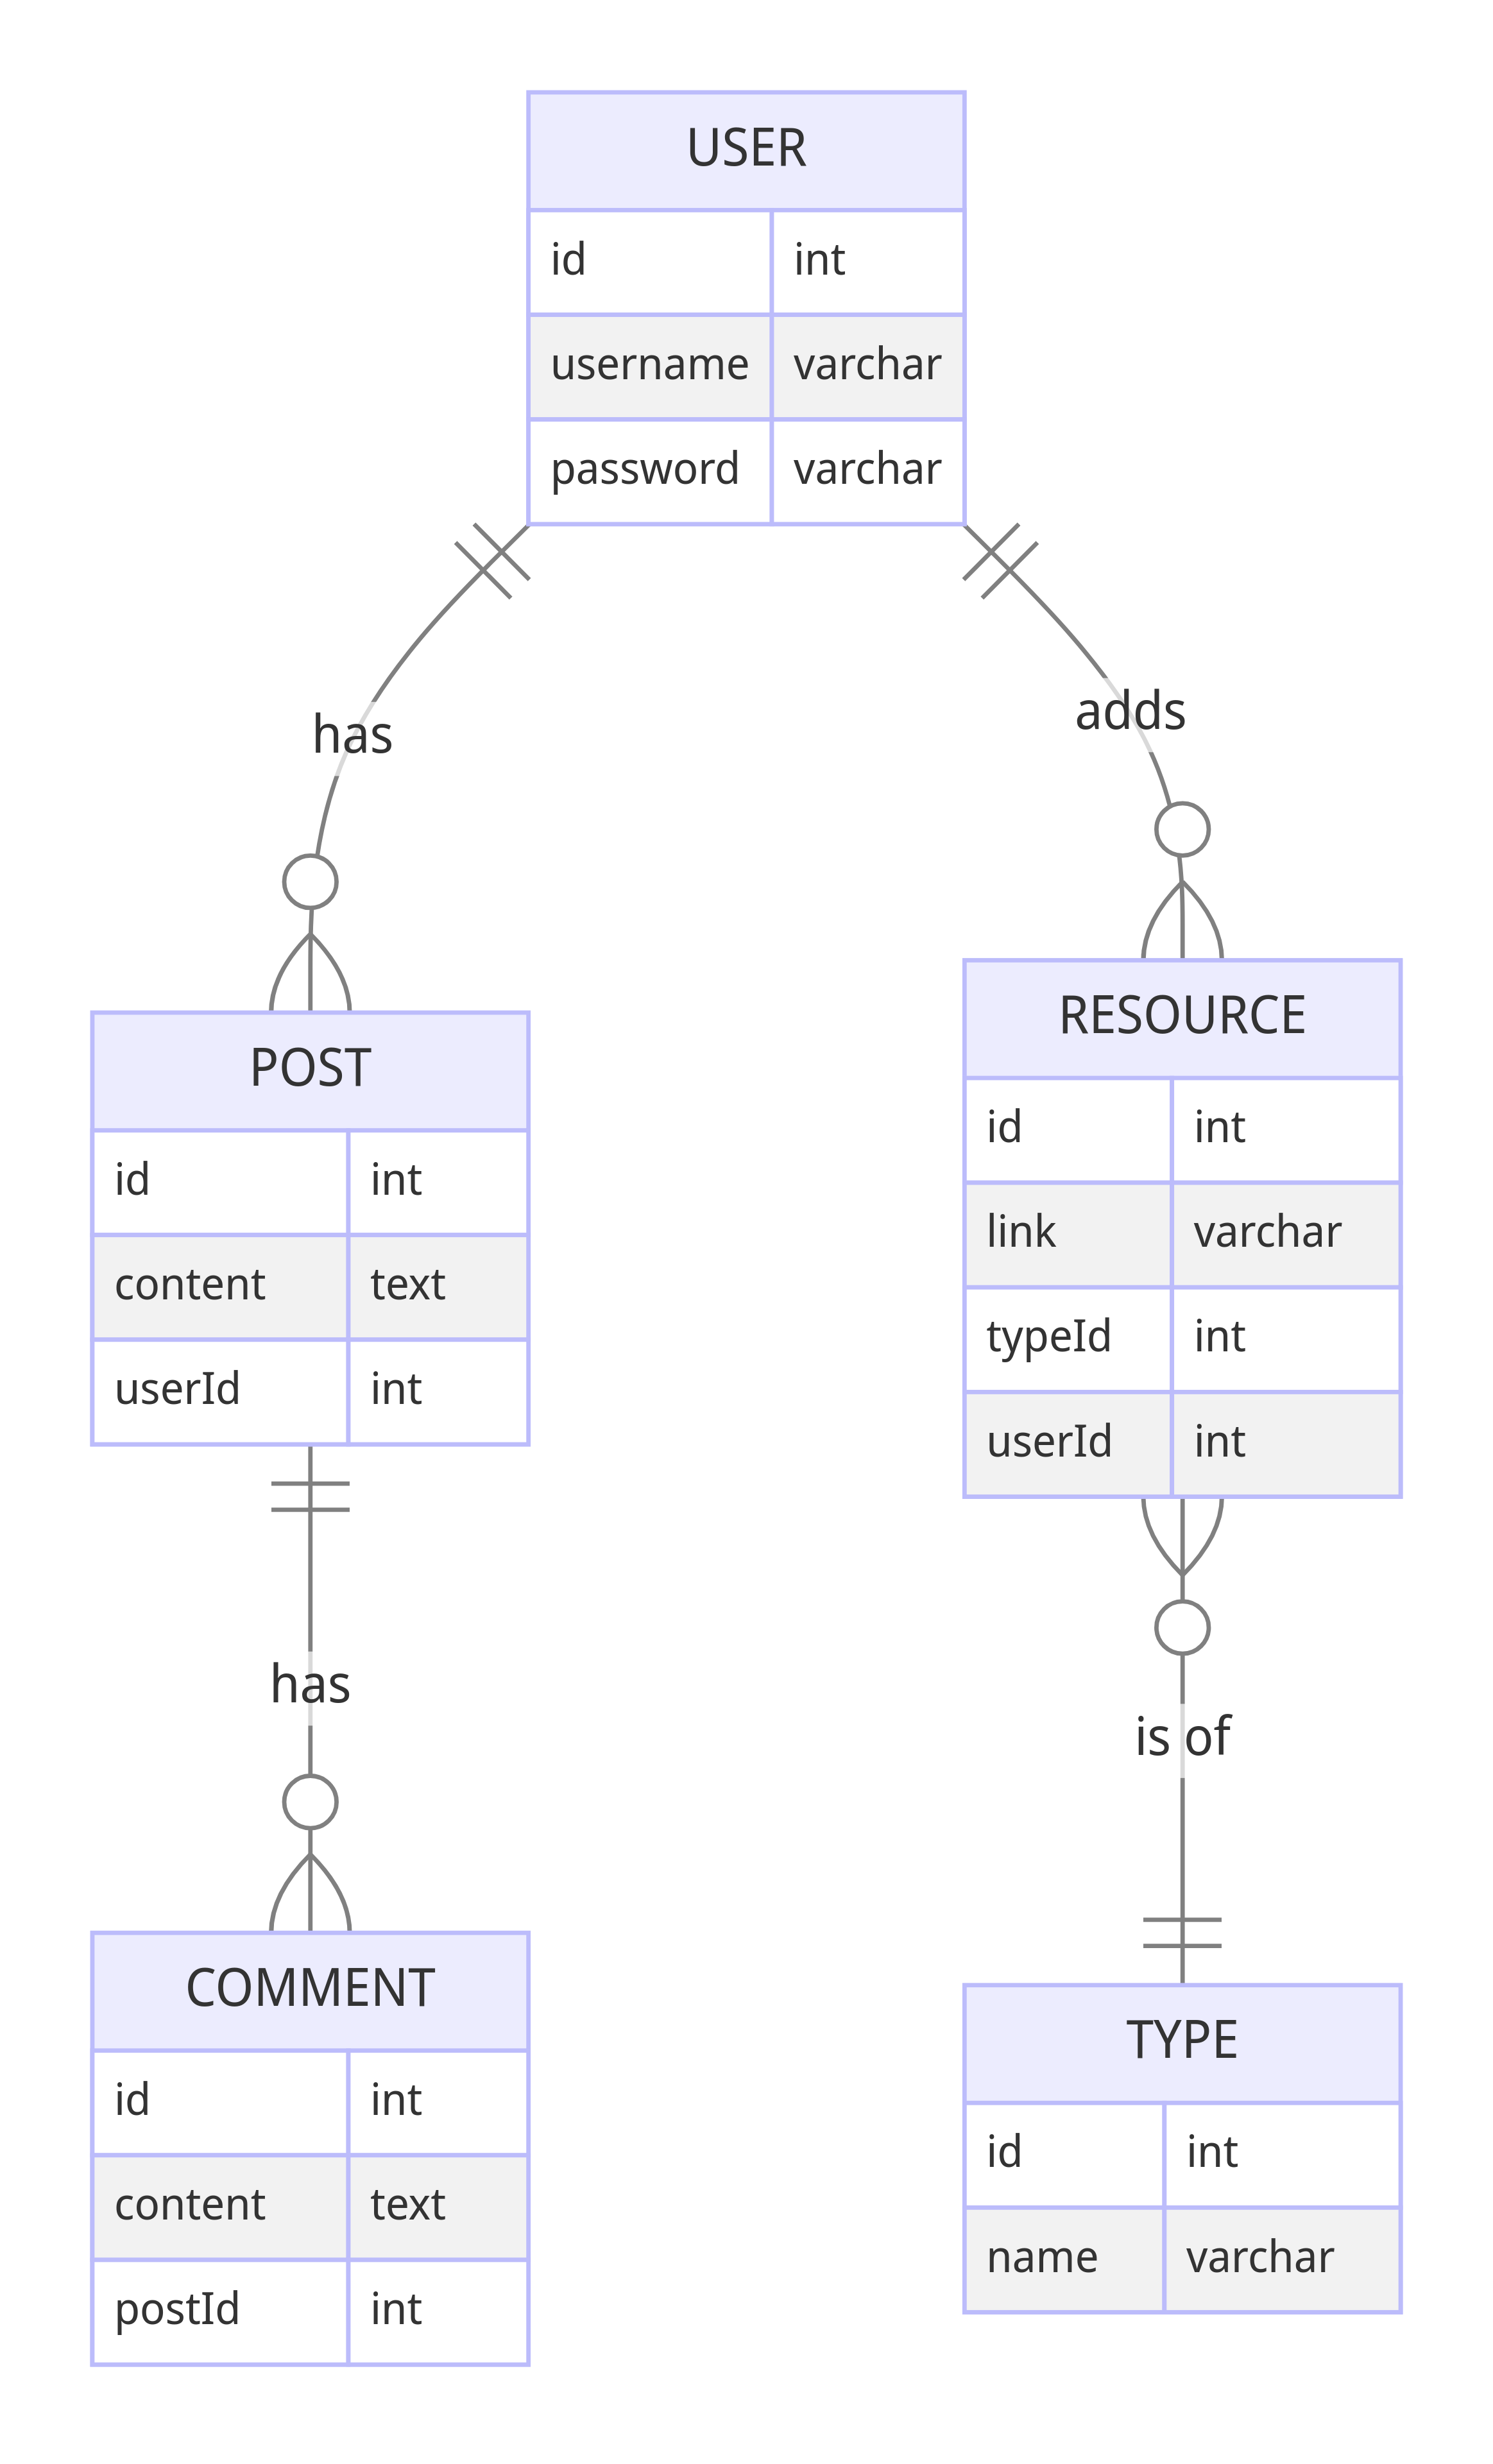 USER
id int
username varchar
password varchar
has
adds
POST
id int
content text
userId int
RESOURCE
id int
link varchar
typeId int
userId int
has
is of
COMMENT
id int
content text
postId int
TYPE
id int
name varchar